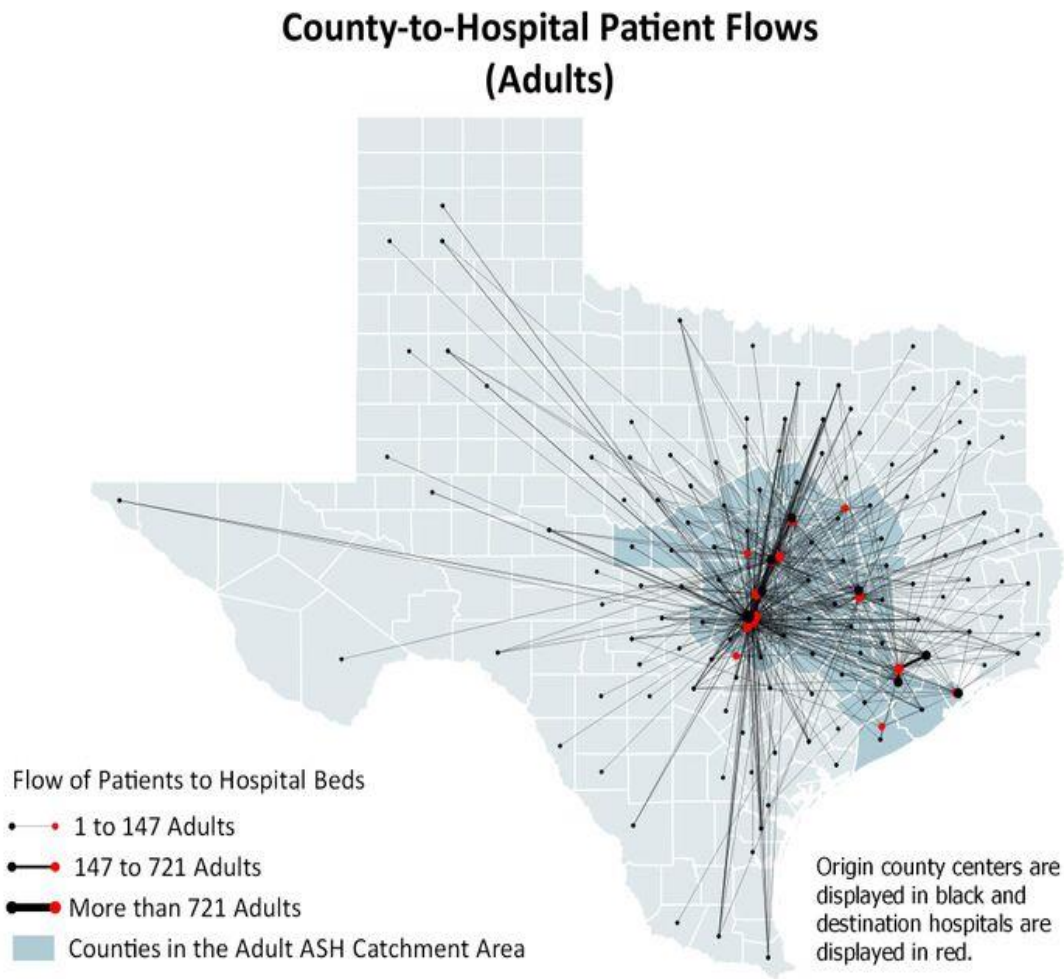 County-to-Hospital Patient Flows
(Adults)
Flow of Patients to Hospital Beds
1 to 147 Adults
147 to 721 Adults
More than 721 Adults
Counties in the Adult ASH Catchment Area
Origin county centers are
displayed in black and
destination hospitals are
displayed in red.